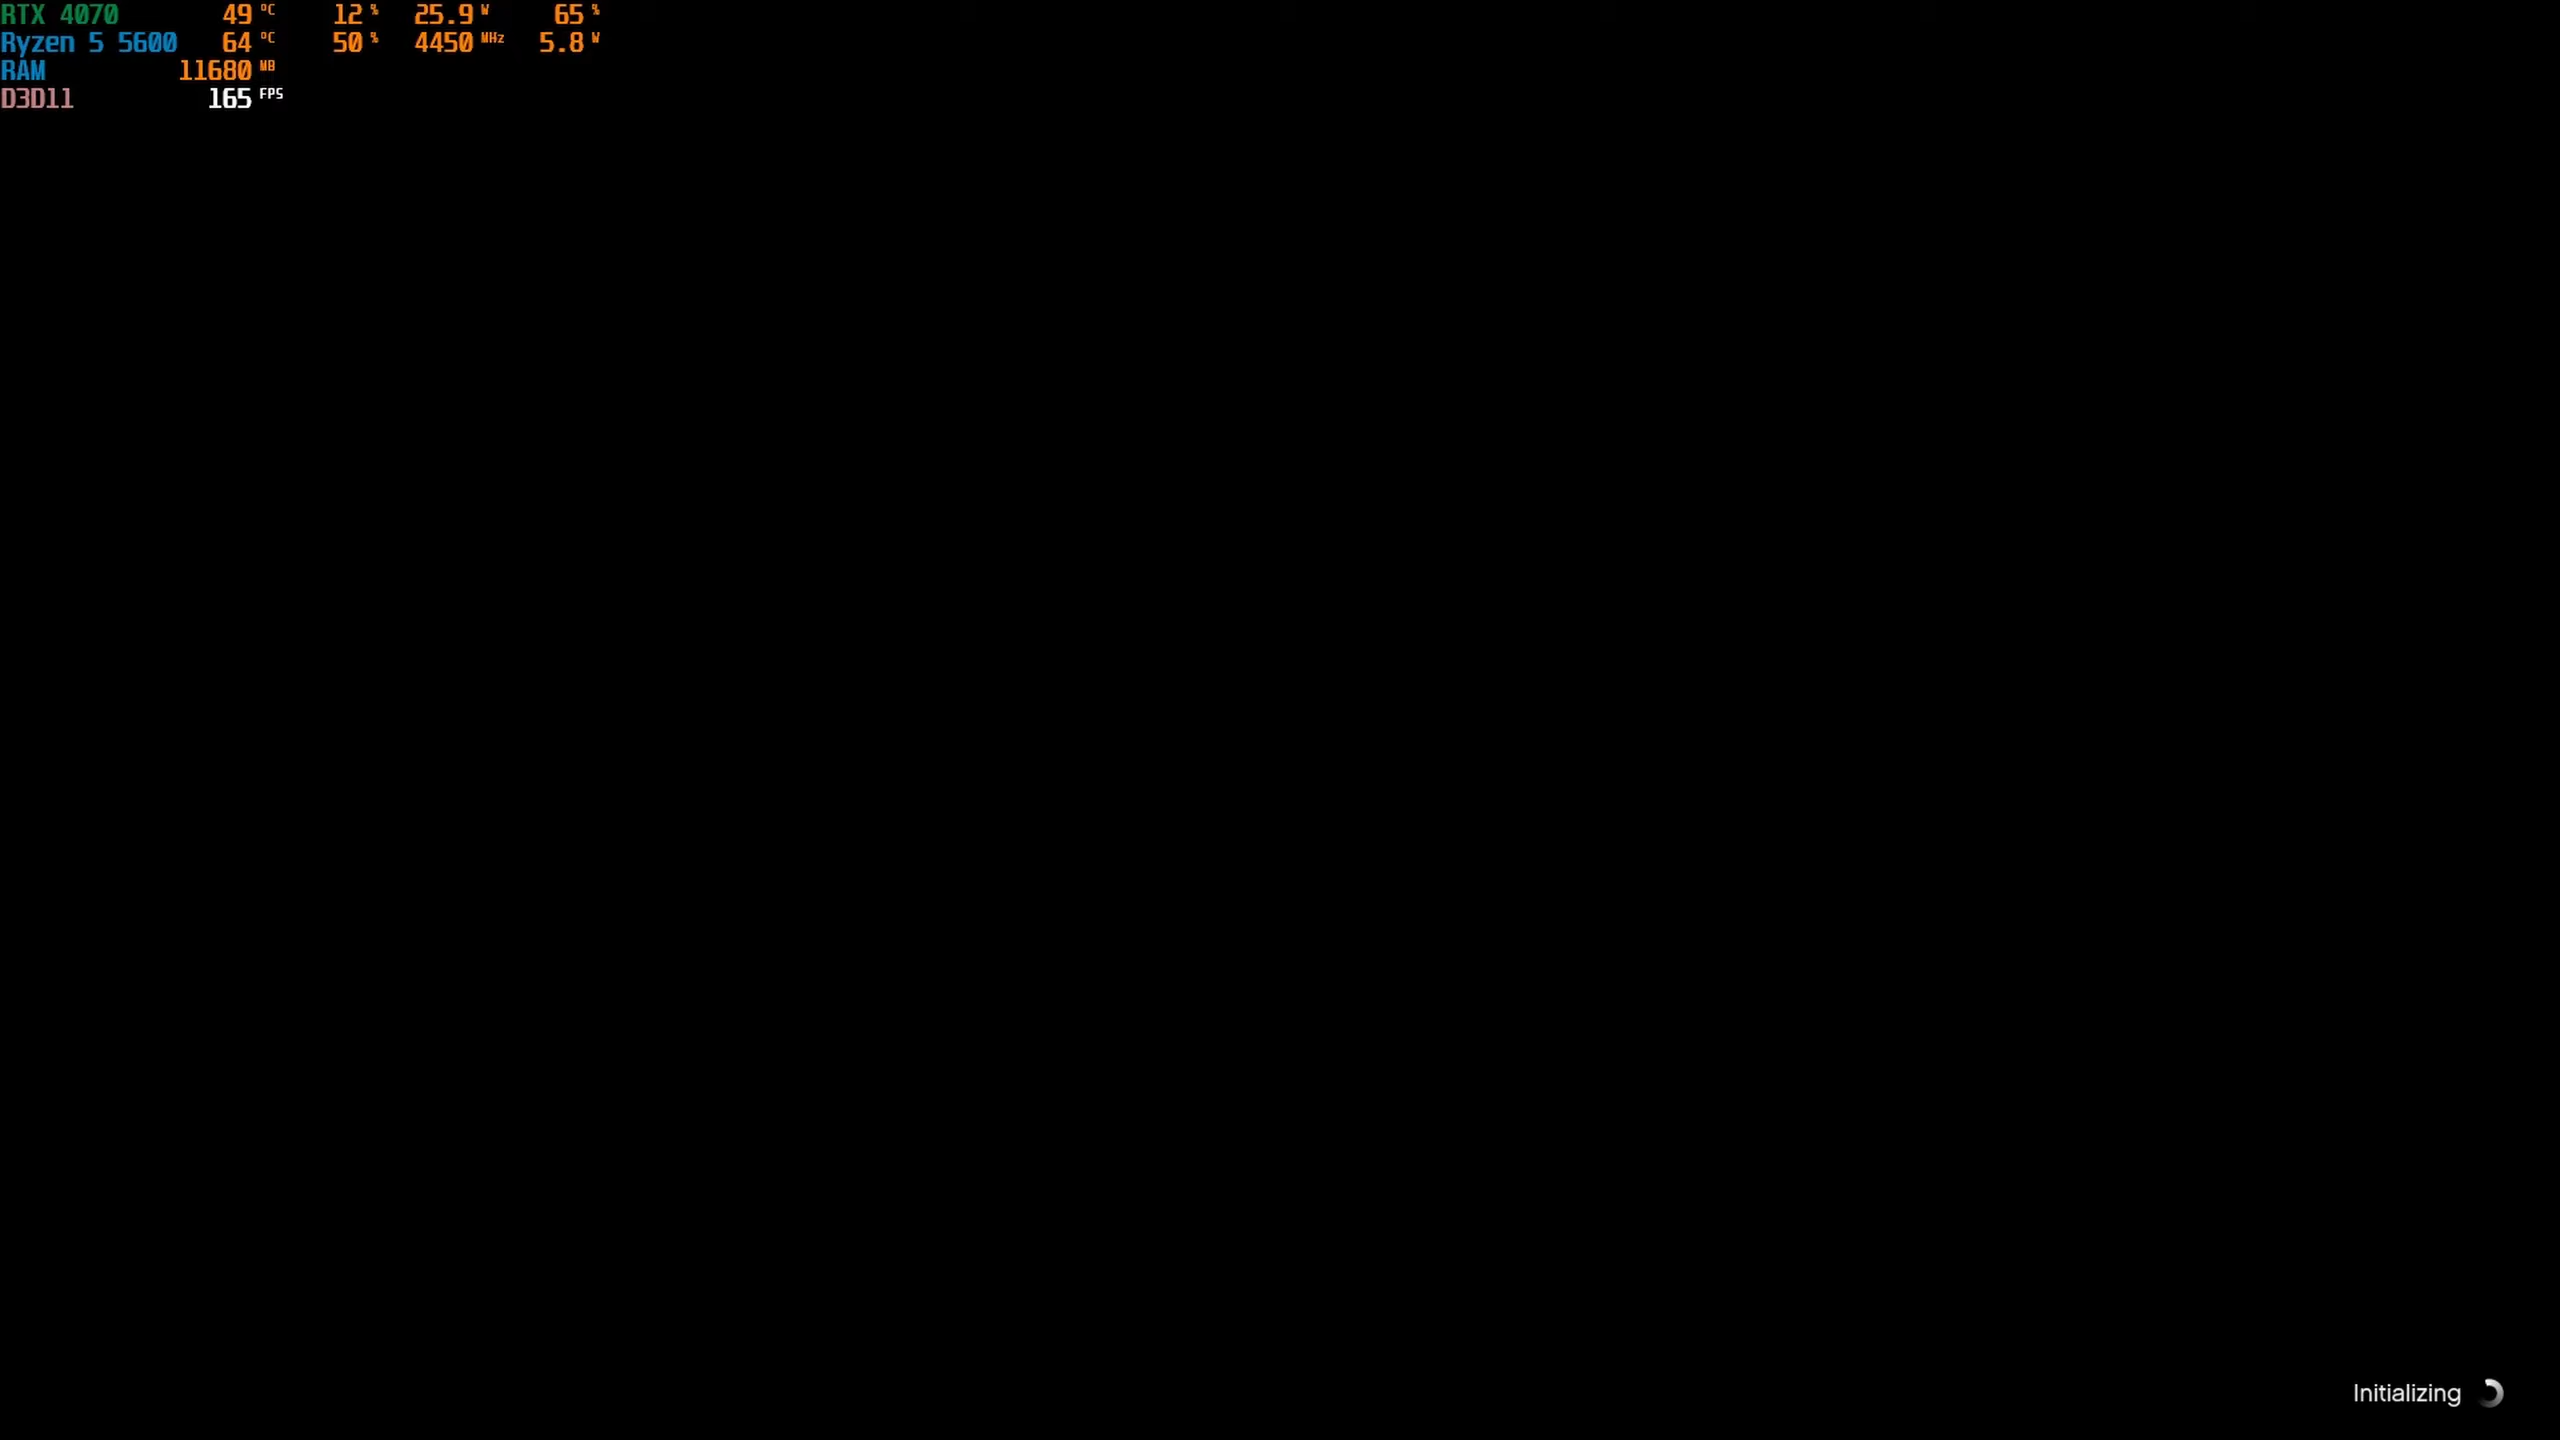 RTX 4070 49 °C 12 % 25.9 W 65 %
Ryzen 5 5600 64 °C 50 % 4450 MHz 5.8 W
RAM 11680 MB
D3D11 165 FPS
Initializing